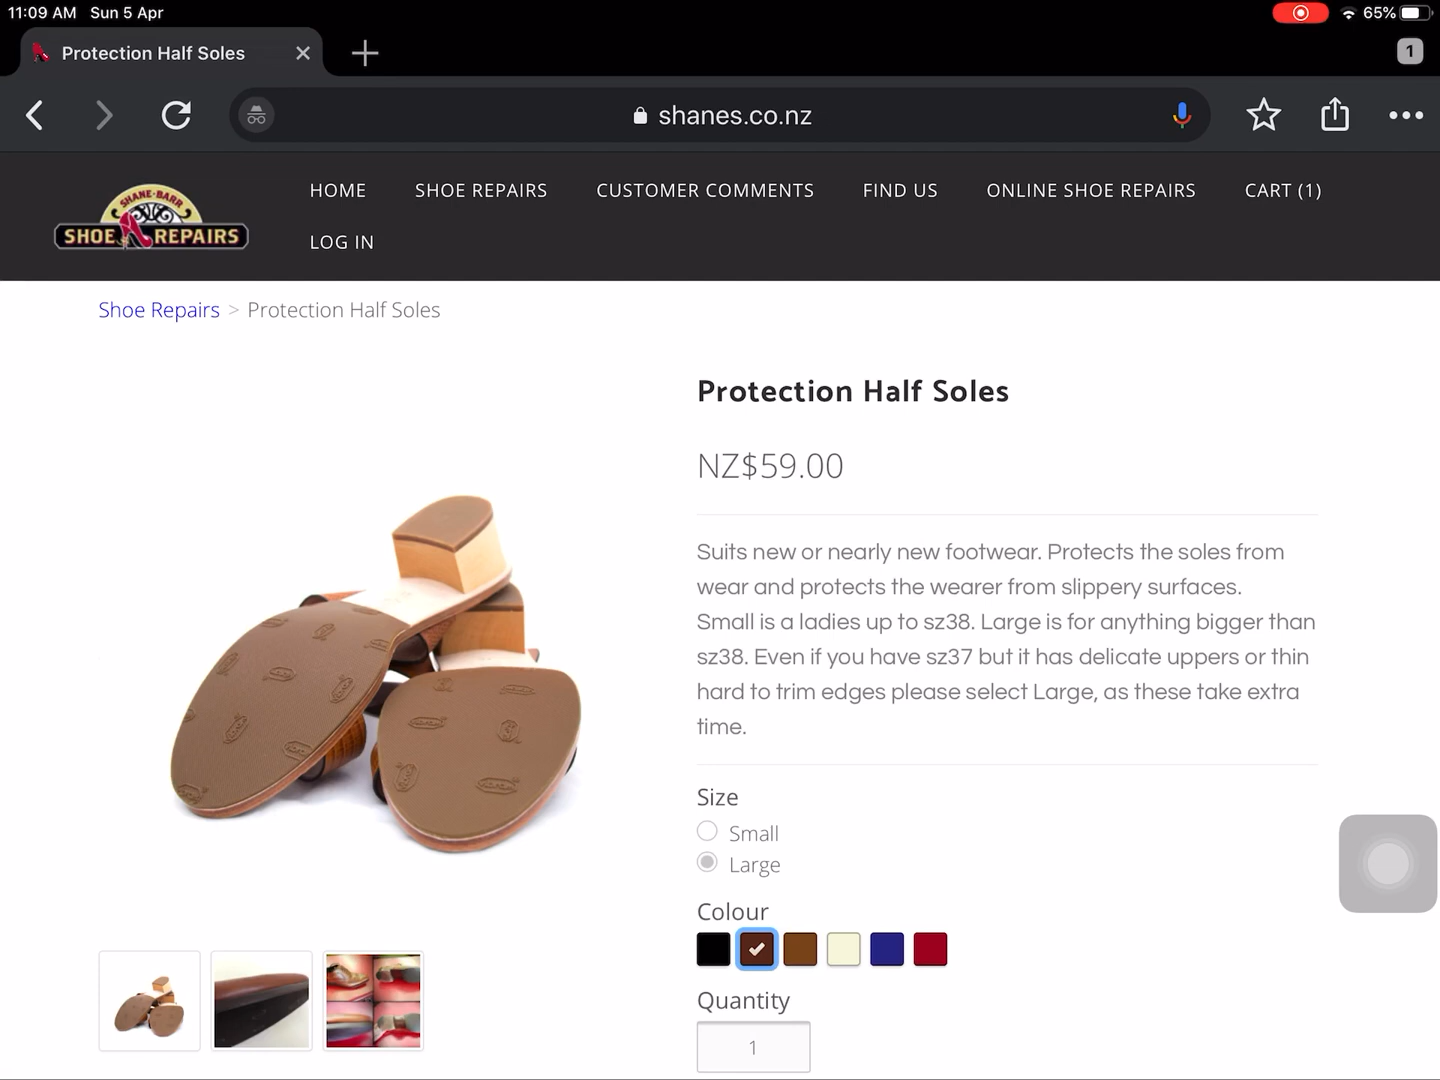 11:09 AM Sun 5 Apr
65%
Protection Half Soles
1
shanes.co.nz
SHANE·BARR
SHOE REPAIRS
HOME SHOE REPAIRS CUSTOMER COMMENTS FIND US ONLINE SHOE REPAIRS CART (1)
LOG IN
Shoe Repairs > Protection Half Soles
Protection Half Soles
NZ$59.00
Suits new or nearly new footwear. Protects the soles from
wear and protects the wearer from slippery surfaces.
Small is a ladies up to sz38. Large is for anything bigger than
sz38. Even if you have sz37 but it has delicate uppers or thin
hard to trim edges please select Large, as these take extra
time.
Size
Small
Large
Colour
Quantity
1